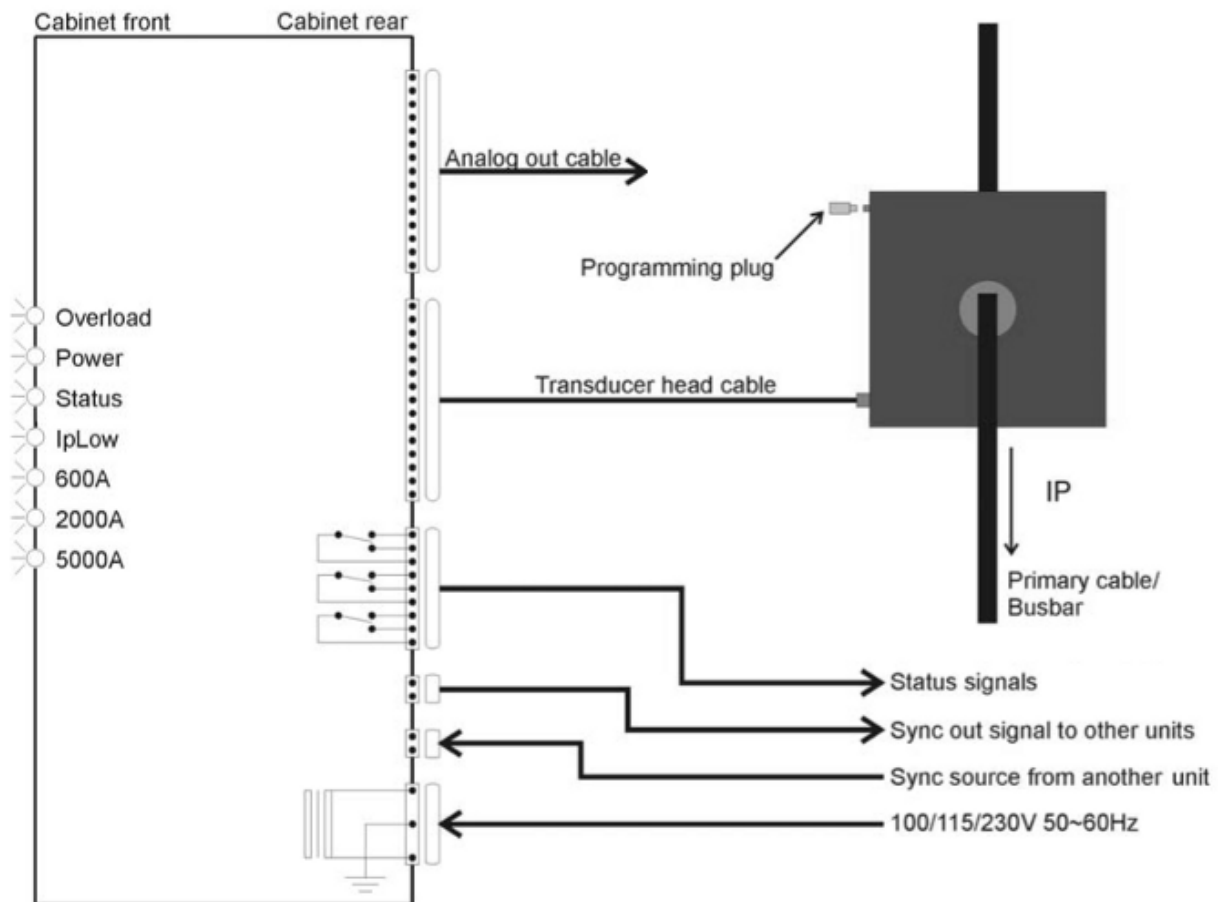 Cabinet front
Cabinet rear
Analog out cable
Programming plug
Overload
Power
Status
IpLow
600A
2000A
5000A
Transducer head cable
IP
Primary cable/
Busbar
Status signals
Sync out signal to other units
Sync source from another unit
100/115/230V 50~60Hz